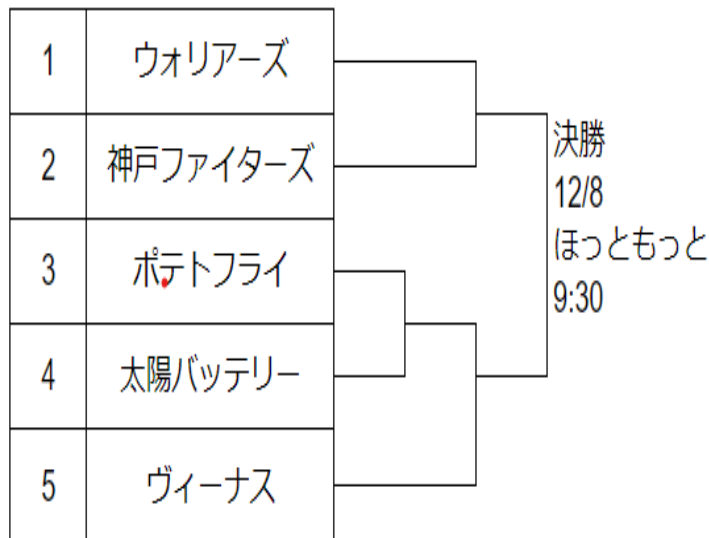 1 ウォリアーズ
2 神戸ファイターズ
3 ポテトフライ
4 太陽バッテリー
5 ヴィーナス
決勝
12/8
ほっともっと
9:30